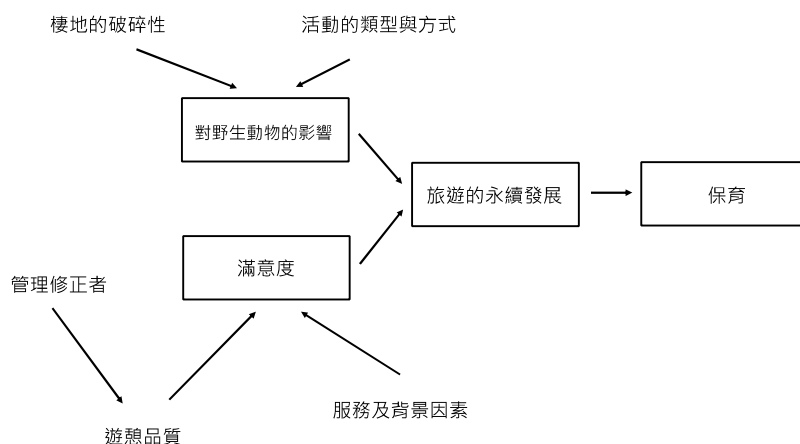 棲地的破碎性
活動的類型與方式
對野生動物的影響
旅遊的永續發展
保育
滿意度
管理修正者
服務及背景因素
遊憩品質